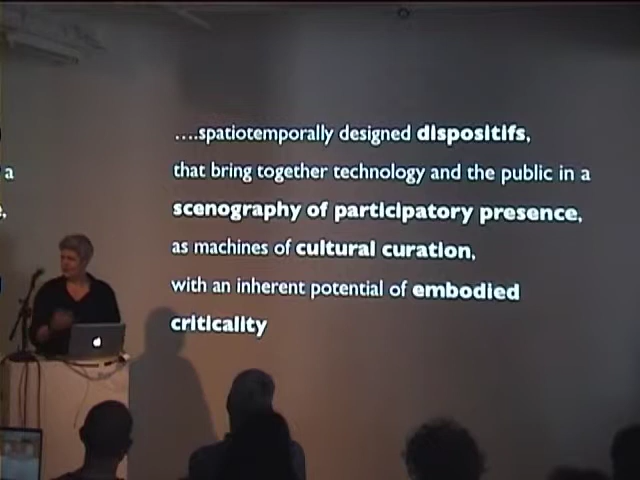 ....spatiotemporally designed dispositifs,
that bring together technology and the public in a
scenography of participatory presence,
as machines of cultural curation,
with an inherent potential of embodied
criticality
a
,